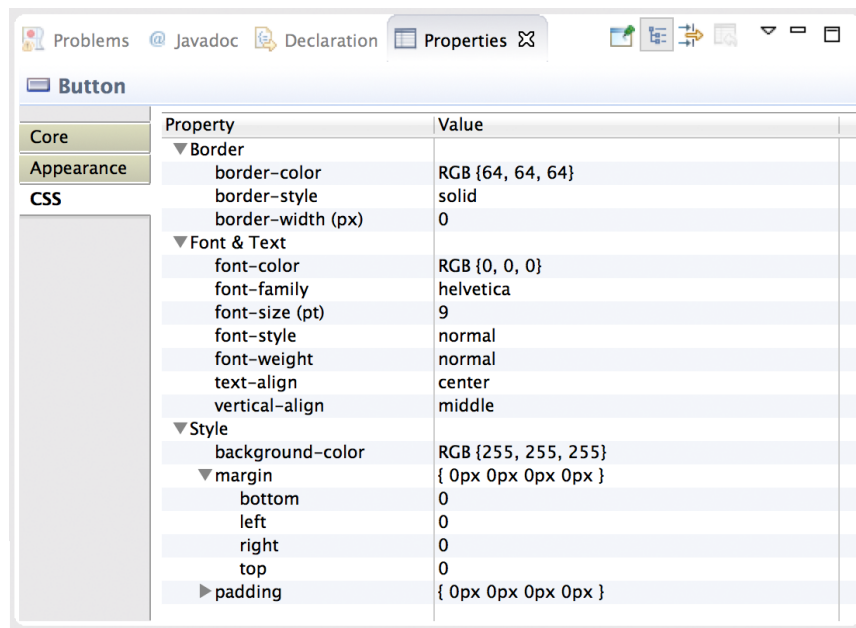 Problems @ Javadoc Declaration Properties
Button
Core
Appearance
CSS
Property Value
Border
border-color RGB {64, 64, 64}
border-style solid
border-width (px) 0
Font & Text
font-color RGB {0, 0, 0}
font-family helvetica
font-size (pt) 9
font-style normal
font-weight normal
text-align center
vertical-align middle
Style
background-color RGB {255, 255, 255}
margin { 0px 0px 0px 0px }
bottom 0
left 0
right 0
top 0
padding { 0px 0px 0px 0px }